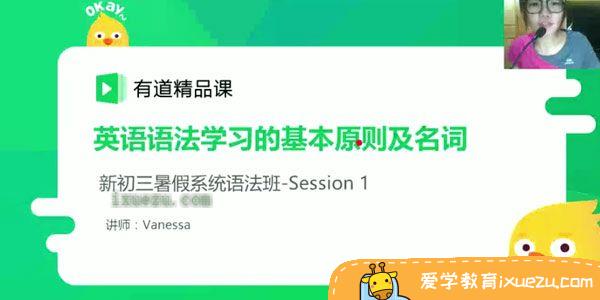 OKAY~
有道精品课
英语语法学习的基本原则及名词
新初三暑假系统语法班-Session 1
ixuezu.com
讲师：Vanessa
爱学教育ixuezu.com